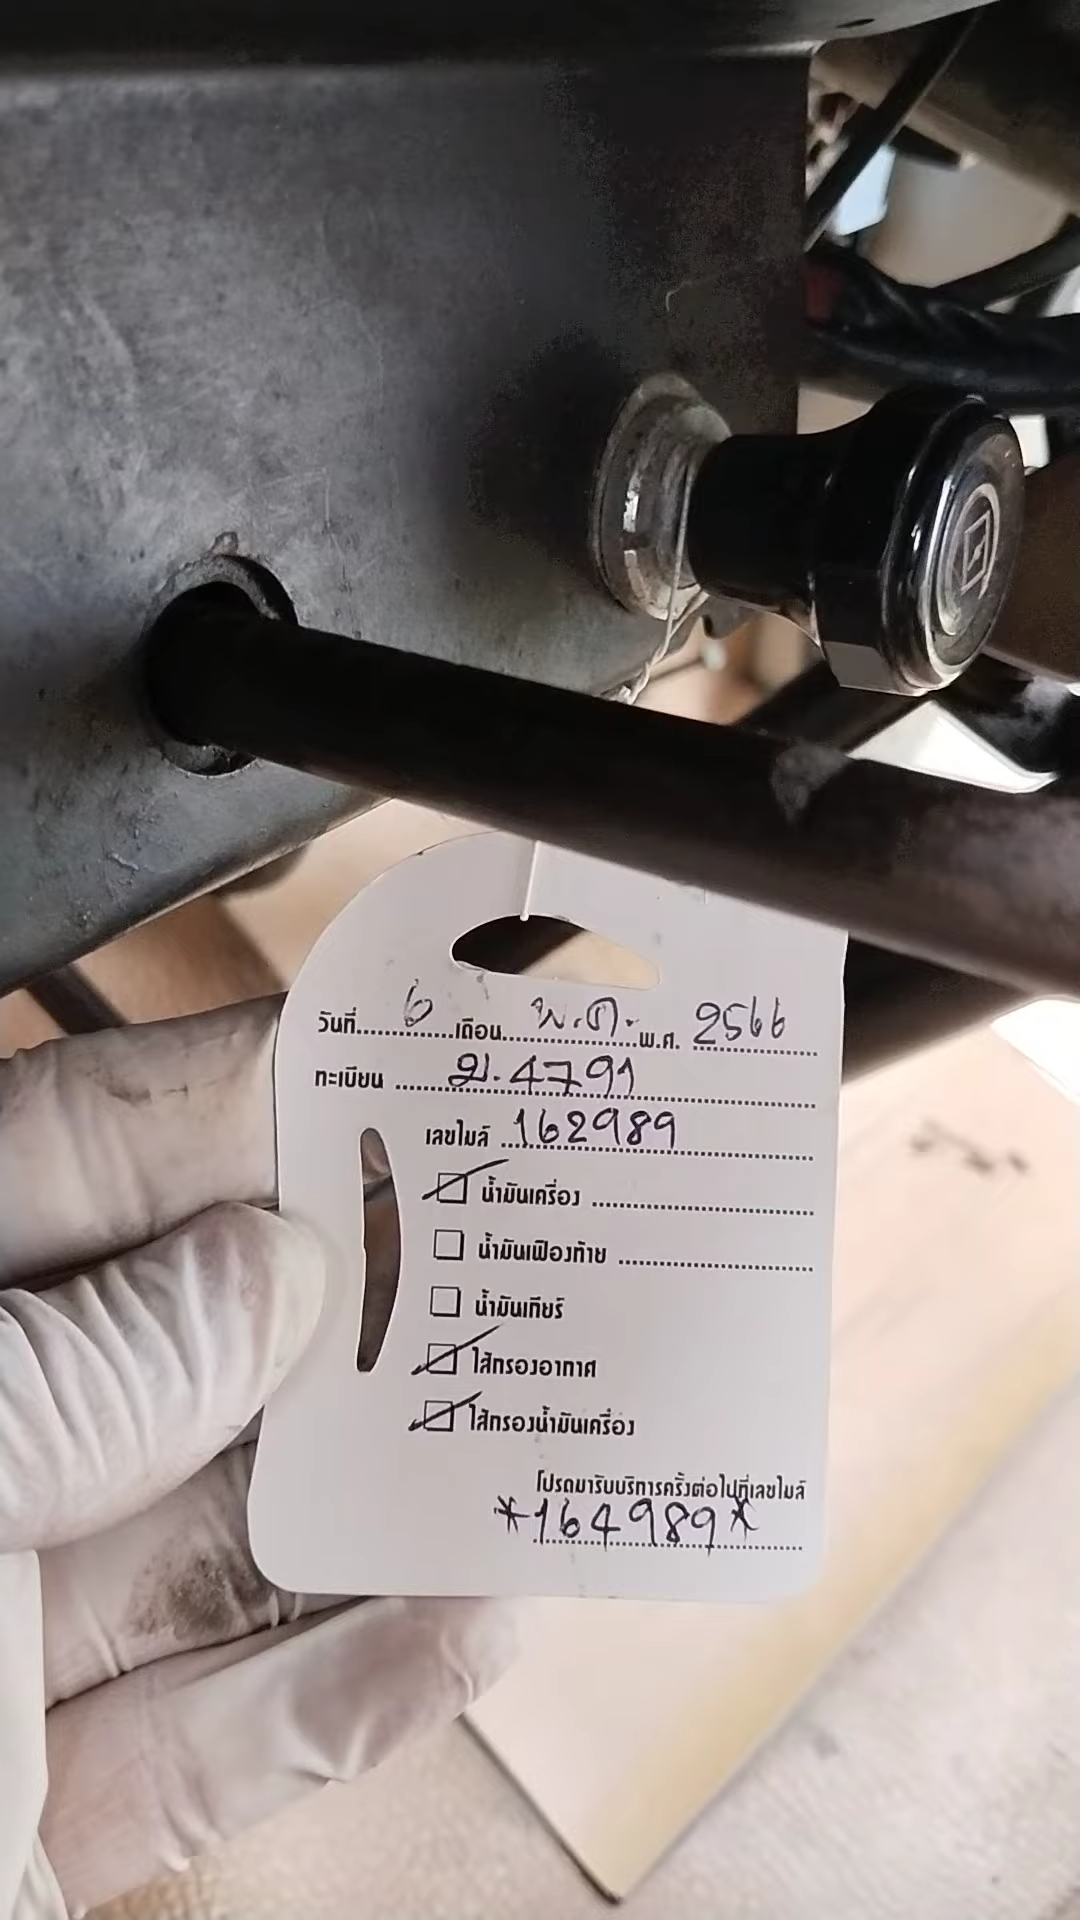 วันที่ 6 เดือน พ.ค. พ.ศ. 2566
ทะเบียน ม.4791
เลขไมล์ 162989
น้ำมันเครื่อง
น้ำมันเฟืองท้าย
น้ำมันเกียร์
ไส้กรองอากาศ
ไส้กรองน้ำมันเครื่อง
โปรดมารับบริการครั้งต่อไปที่เลขไมล์
*164989*